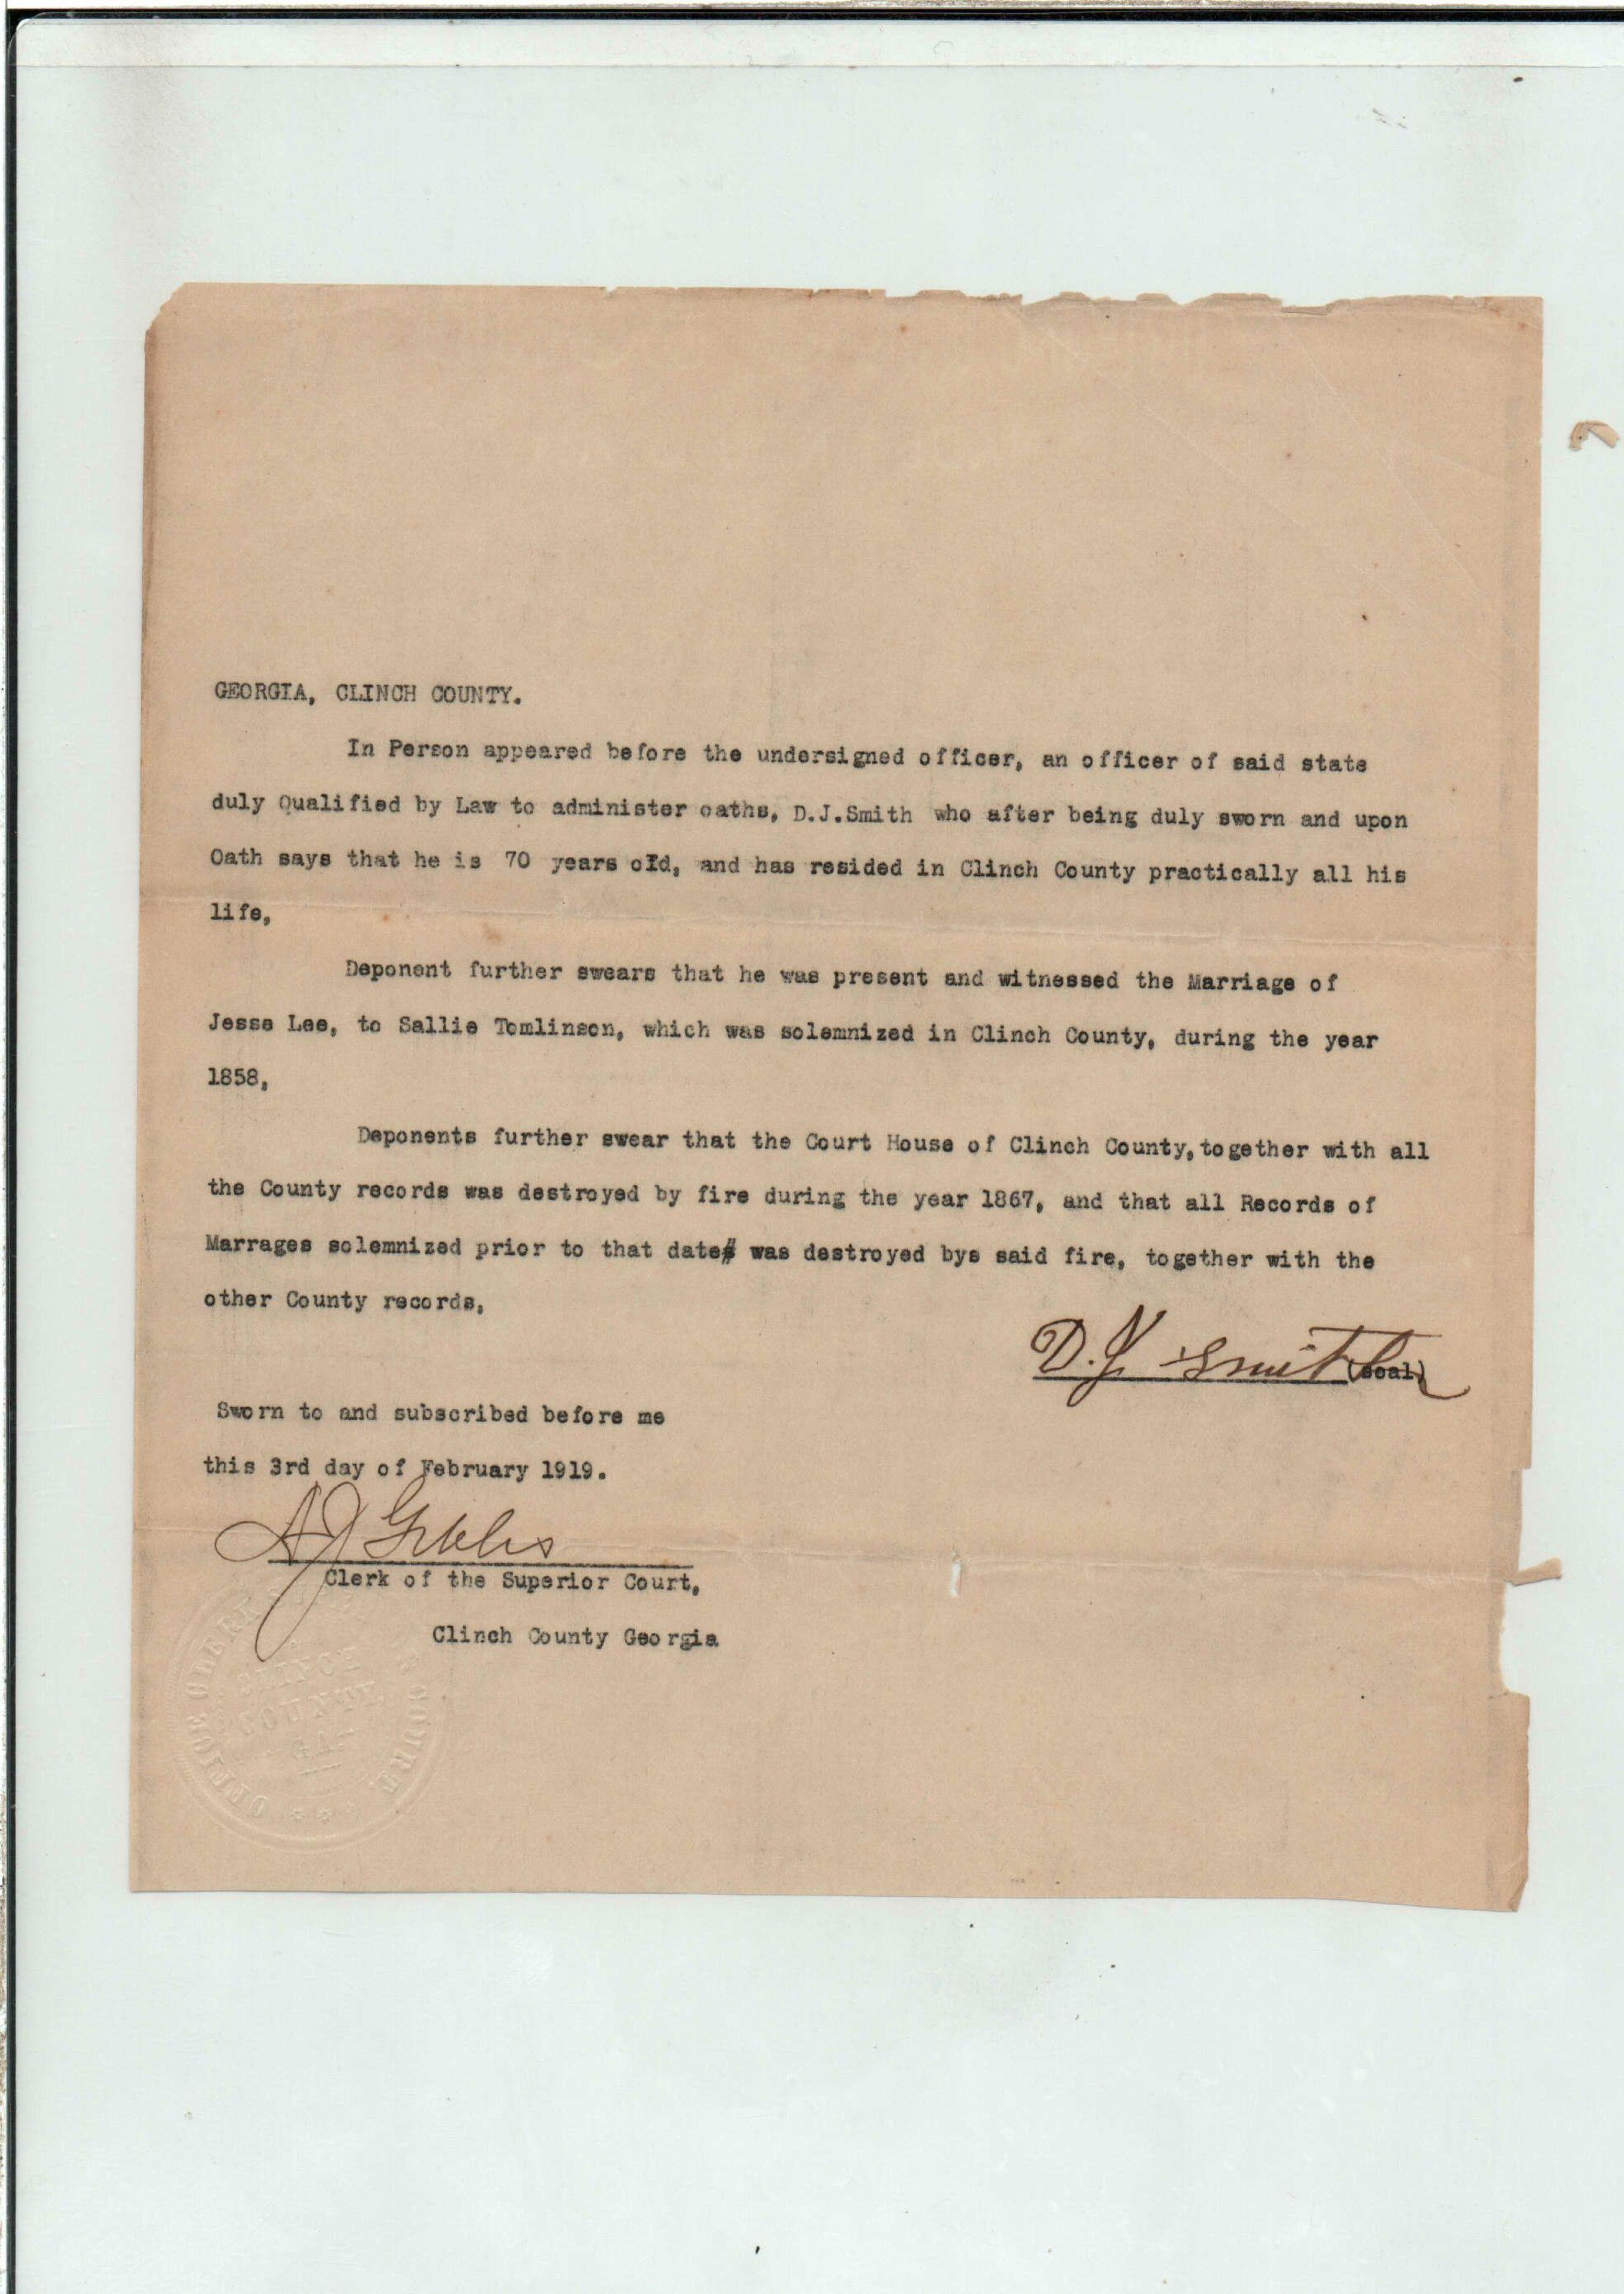 GEORGIA, CLINCH COUNTY.
In Person appeared before the undersigned officer, an officer of said state
duly Qualified by Law to administer oaths, D.J.Smith who after being duly sworn and upon
Oath says that he is 70 years old, and has resided in Clinch County practically all his
life,
Deponent further swears that he was present and witnessed the Marriage of
Jesse Lee, to Sallie Tomlinson, which was solemnized in Clinch County, during the year
1858,
Deponents further swear that the Court House of Clinch County,together with all
the County records was destroyed by fire during the year 1867, and that all Records of
Marrages solemnized prior to that date was destroyed bys said fire, together with the
other County records,
D.J. Smith (seal)
Sworn to and subscribed before me
this 3rd day of February 1919.
A J Gibbs
Clerk of the Superior Court,
Clinch County Georgia
OFFICE CLERK COURT
COUNTY